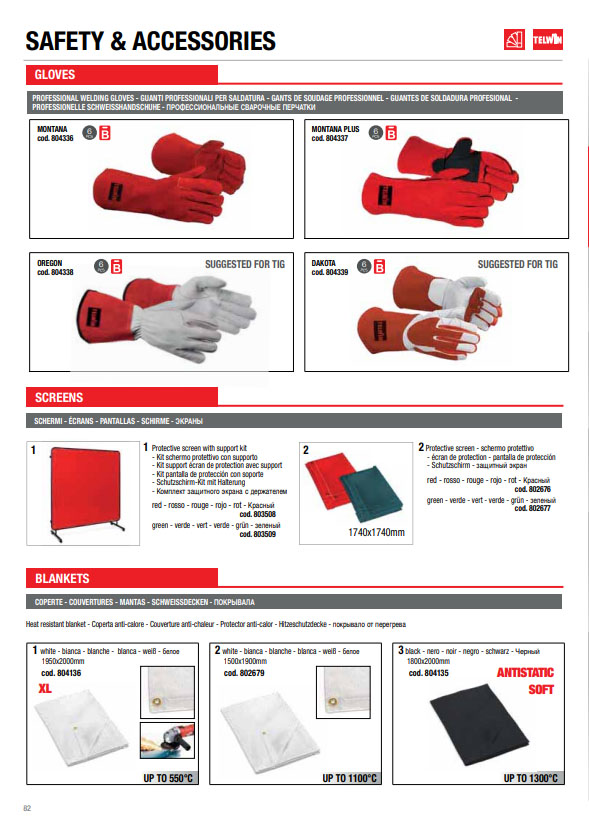 SAFETY & ACCESSORIES
TELWIN
GLOVES
PROFESSIONAL WELDING GLOVES - GUANTI PROFESSIONALI PER SALDATURA - GANTS DE SOUDAGE PROFESSIONNEL - GUANTES DE SOLDADURA PROFESIONAL -
PROFESSIONELLE SCHWEISSHANDSCHUHE - ПРОФЕССИОНАЛЬНЫЕ СВАРОЧНЫЕ ПЕРЧАТКИ
MONTANA
cod. 804336
6
PCS
B
MONTANA PLUS
cod. 804337
6
PCS
B
OREGON
cod. 804338
6
PCS
B
SUGGESTED FOR TIG
DAKOTA
cod. 804339
6
PCS
B
SUGGESTED FOR TIG
SCREENS
SCHERMI - ÉCRANS - PANTALLAS - SCHIRME - ЭКРАНЫ
1
1 Protective screen with support kit
- Kit schermo protettivo con supporto
- Kit support écran de protection avec support
- Kit pantalla de protección con soporte
- Schutzschirm-Kit mit Halterung
- Комплект защитного экрана с держателем
red - rosso - rouge - rojo - rot - Красный
cod. 803508
green - verde - vert - verde - grün - зеленый
cod. 803509
2
1740x1740mm
2 Protective screen - schermo protettivo
- écran de protection - pantalla de protección
- Schutzschirm - защитный экран
red - rosso - rouge - rojo - rot - Красный
cod. 802676
green - verde - vert - verde - grün - зеленый
cod. 802677
BLANKETS
COPERTE - COUVERTURES - MANTAS - SCHWEISSDECKEN - ПОКРЫВАЛА
Heat resistant blanket - Coperta anti-calore - Couverture anti-chaleur - Protector anti-calor - Hitzeschutzdecke - покрывало от перегрева
1 white - bianca - blanche - blanca - weiß - белое
1950x2000mm
cod. 804136
XL
UP TO 550°C
2 white - bianca - blanche - blanca - weiß - белое
1500x1900mm
cod. 802679
UP TO 1100°C
3 black - nero - noir - negro - schwarz - Черный
1800x2000mm
cod. 804135
ANTISTATIC
SOFT
UP TO 1300°C
82